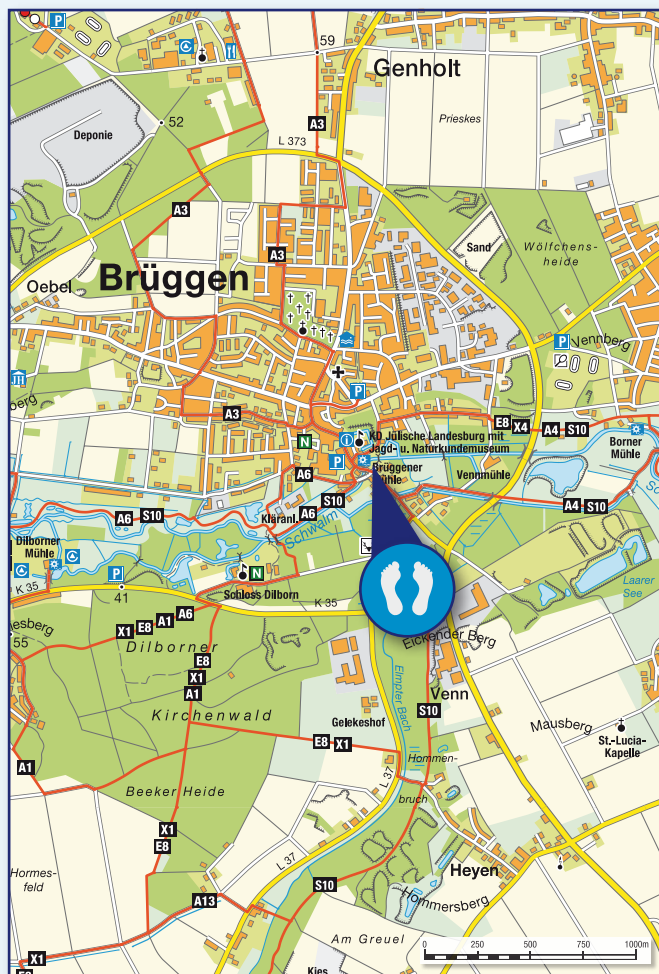 P
59
Genholt
Prieskes
Deponie
52
A3
L 373
A3
A3
Sand
Wölfchens-
heide
Oebel
Brüggen
P
Vennberg
P
berg
A3
E8
X4
A4
S10
N
i
KD Jülische Landesburg mit
Jagd- u. Naturkundemuseum
Borner
Mühle
P
Brüggener
Mühle
Vennmühle
A6
S10
A4
S10
A6
S10
Kläranl.
A6
Schwalm
Dilborner
Mühle
P
N
K 35
41
Schloss Dilborn
K 35
Laarer
See
lesberg
55
X1
E8
A1
A6
Dilborner
Eickender Berg
E8
X1
A1
Elmpter Bach
Venn
Kirchenwald
Gelekeshof
S10
Mausberg
St.-Lucia-
Kapelle
E8
X1
A1
L 37
Hommen-
bruch
Beeker Heide
X1
E8
L 37
Heyen
Hormes-
feld
S10
Hommersberg
A13
Am Greuel
X1
E8
Kies
0 250 500 750 1000m